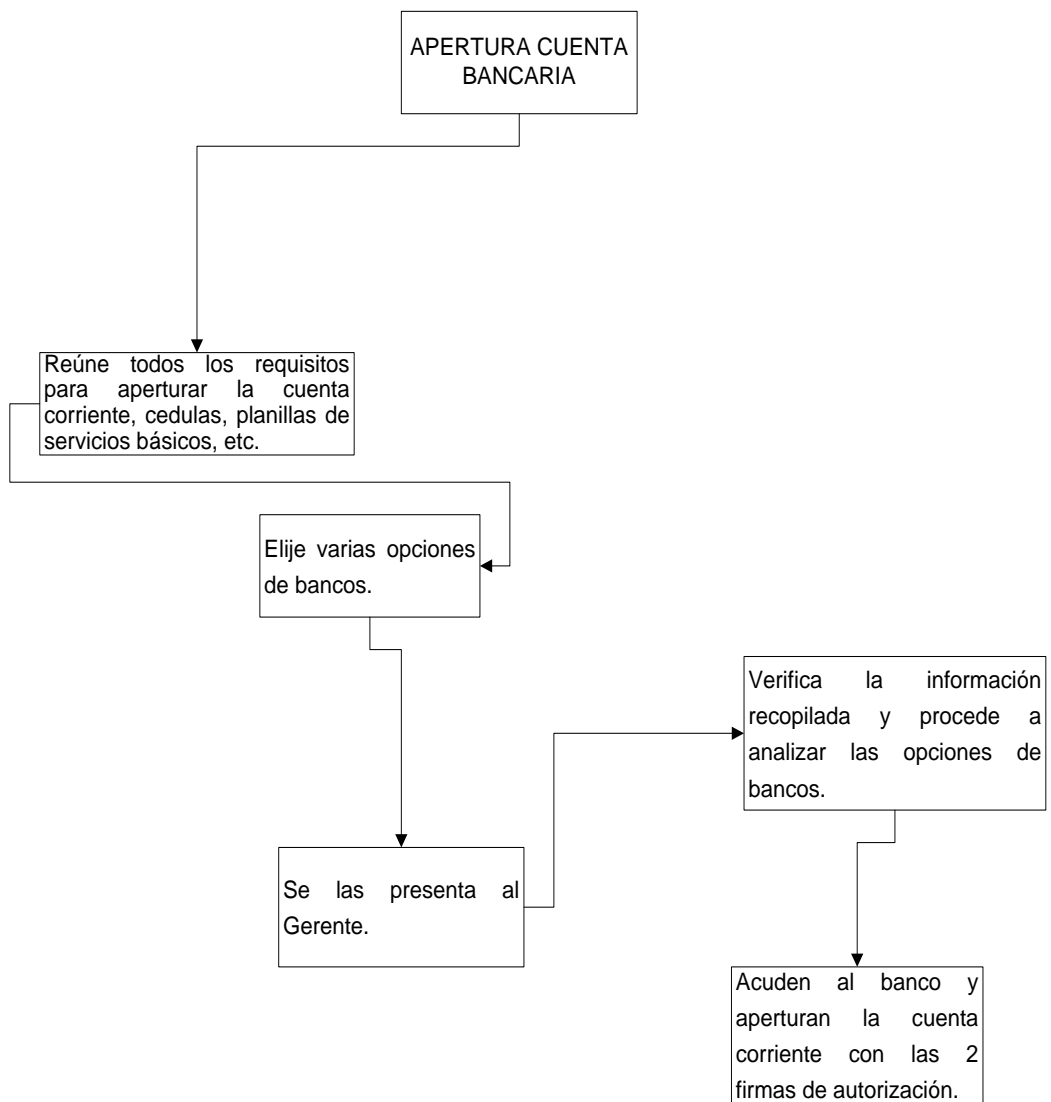 APERTURA CUENTA
BANCARIA
Reúne todos los requisitos
para aperturar la cuenta
corriente, cedulas, planillas de
servicios básicos, etc.
Elije varias opciones
de bancos.
Verifica la información
recopilada y procede a
analizar las opciones de
bancos.
Se las presenta al
Gerente.
Acuden al banco y
aperturan la cuenta
corriente con las 2
firmas de autorización.